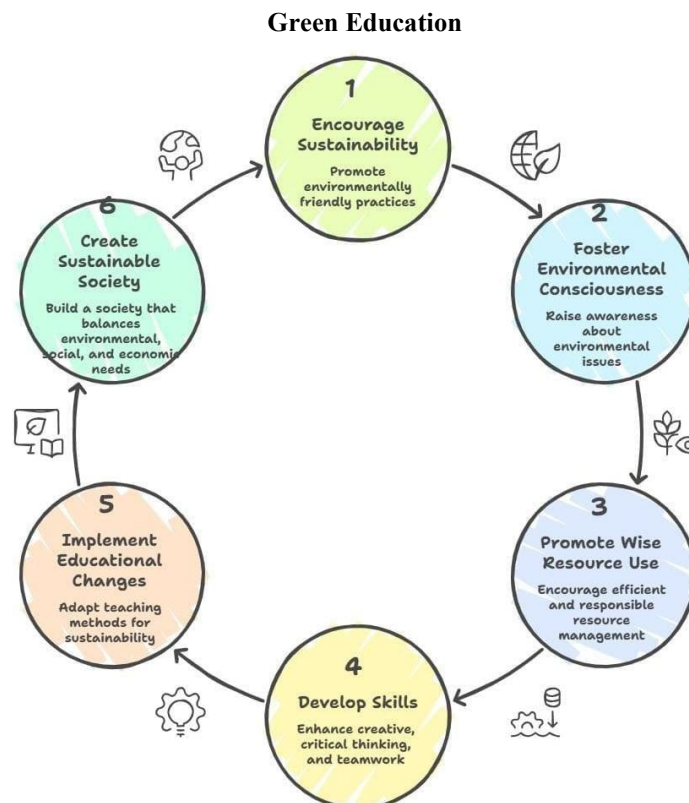 Green Education
1
Encourage
Sustainability
Promote
environmentally
friendly practices
2
Foster
Environmental
Consciousness
Raise awareness
about
environmental
issues
3
Promote Wise
Resource Use
Encourage efficient
and responsible
resource
management
4
Develop Skills
Enhance creative,
critical thinking,
and teamwork
5
Implement
Educational
Changes
Adapt teaching
methods for
sustainability
6
Create
Sustainable
Society
Build a society that
balances
environmental,
social, and economic
needs